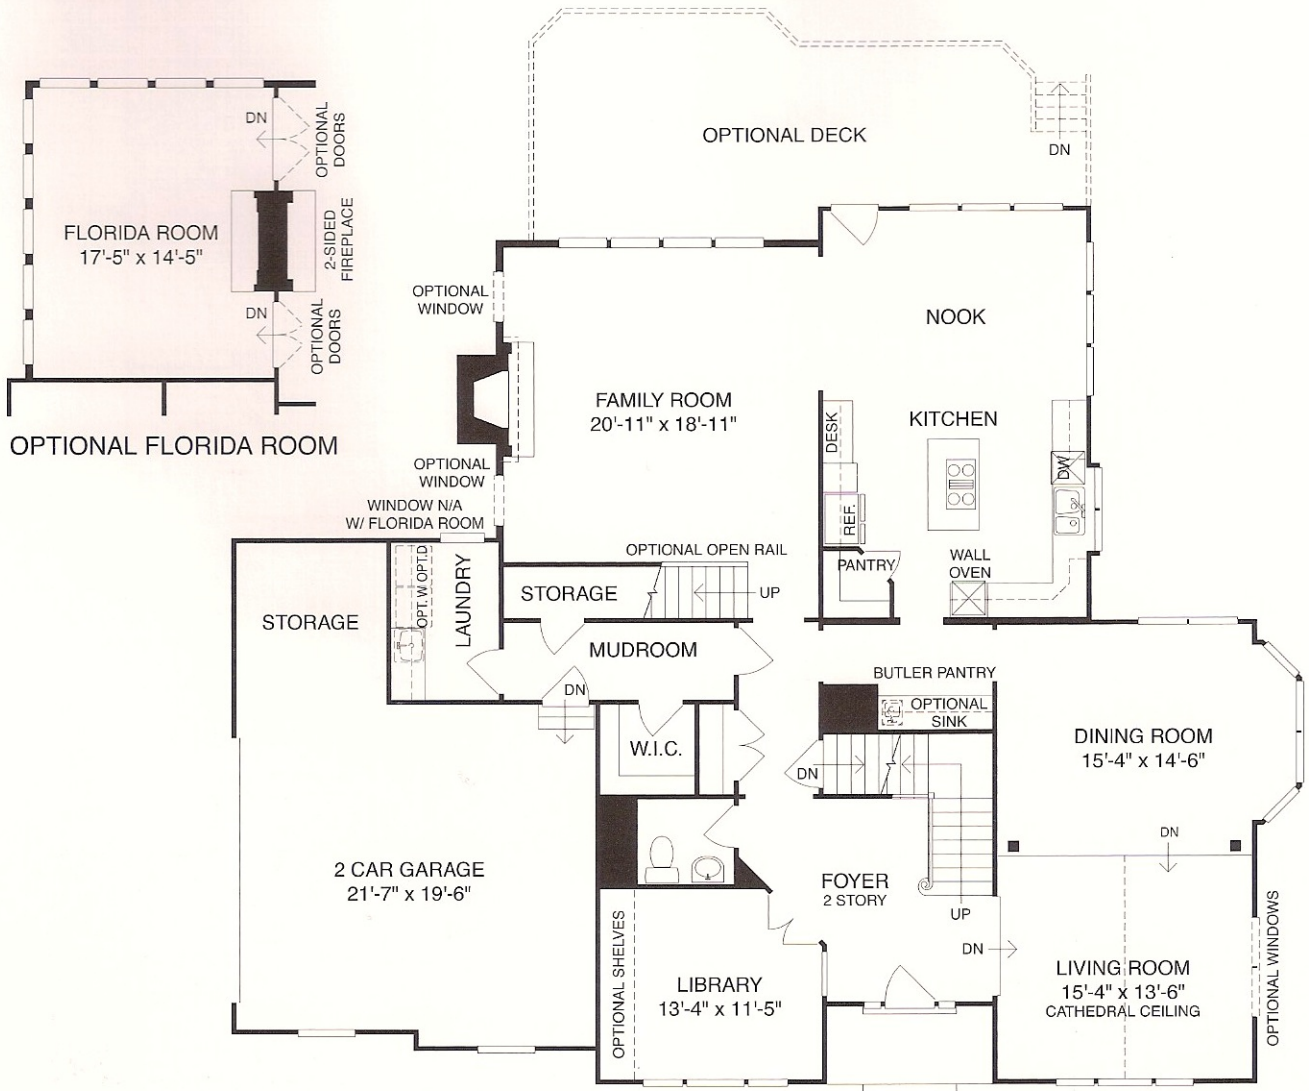 OPTIONAL DECK
DN
DN
OPTIONAL
DOORS
FLORIDA ROOM
17'-5" x 14'-5"
2-SIDED
FIREPLACE
DN
OPTIONAL
DOORS
OPTIONAL FLORIDA ROOM
OPTIONAL
WINDOW
NOOK
FAMILY ROOM
20'-11" x 18'-11"
DESK
KITCHEN
OPTIONAL
WINDOW
DW
WINDOW N/A
W/ FLORIDA ROOM
REF.
OPTIONAL OPEN RAIL
PANTRY
WALL
OVEN
OPT. W OPT. D
LAUNDRY
STORAGE
UP
STORAGE
MUDROOM
DN
BUTLER PANTRY
OPTIONAL
SINK
W.I.C.
DN
DINING ROOM
15'-4" x 14'-6"
DN
2 CAR GARAGE
21'-7" x 19'-6"
FOYER
2 STORY
UP
DN
OPTIONAL SHELVES
LIBRARY
13'-4" x 11'-5"
LIVING ROOM
15'-4" x 13'-6"
CATHEDRAL CEILING
OPTIONAL WINDOWS